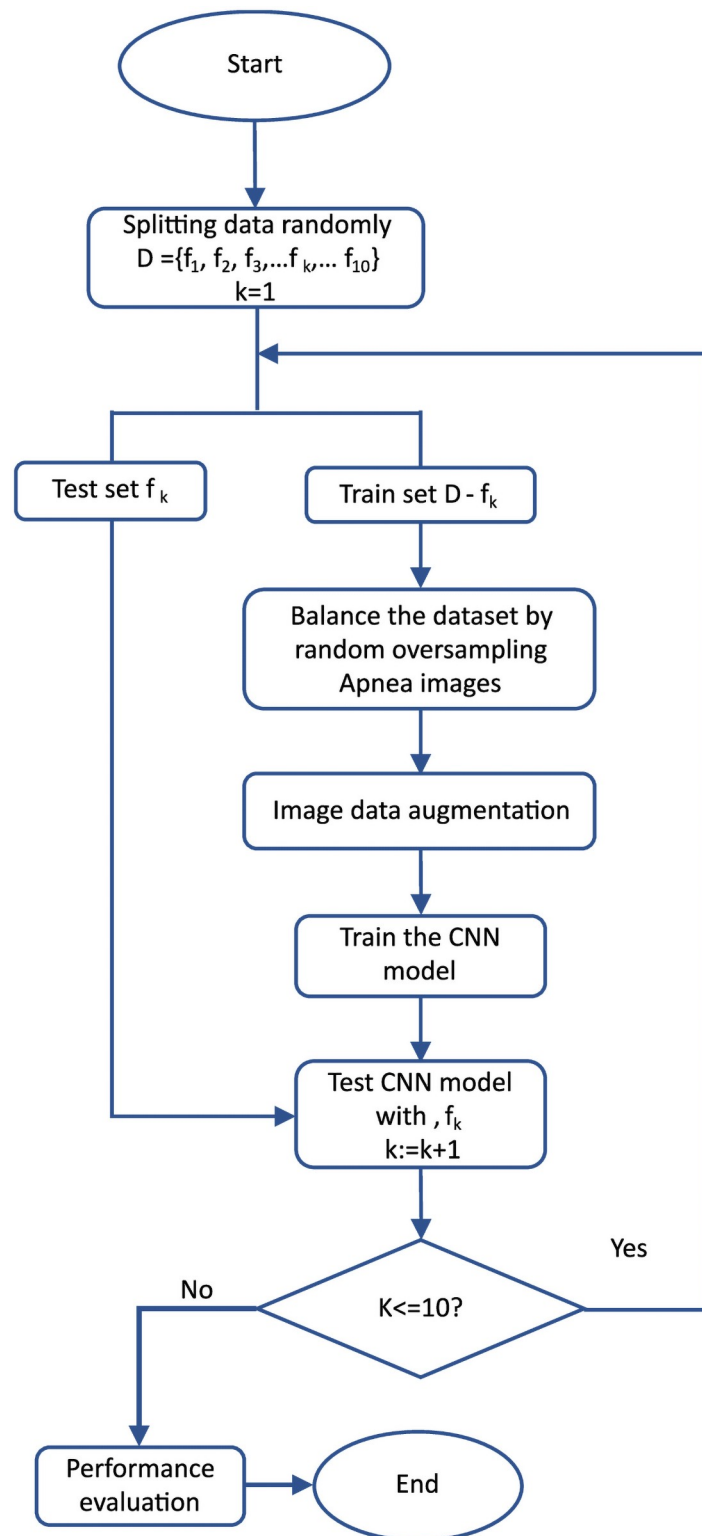 Start
Splitting data randomly
D ={f₁, f₂, f₃,...f ₖ,... f₁₀}
k=1
Test set f ₖ
Train set D - fₖ
Balance the dataset by
random oversampling
Apnea images
Image data augmentation
Train the CNN
model
Test CNN model
with , fₖ
k:=k+1
Yes
No
K<=10?
Performance
evaluation
End